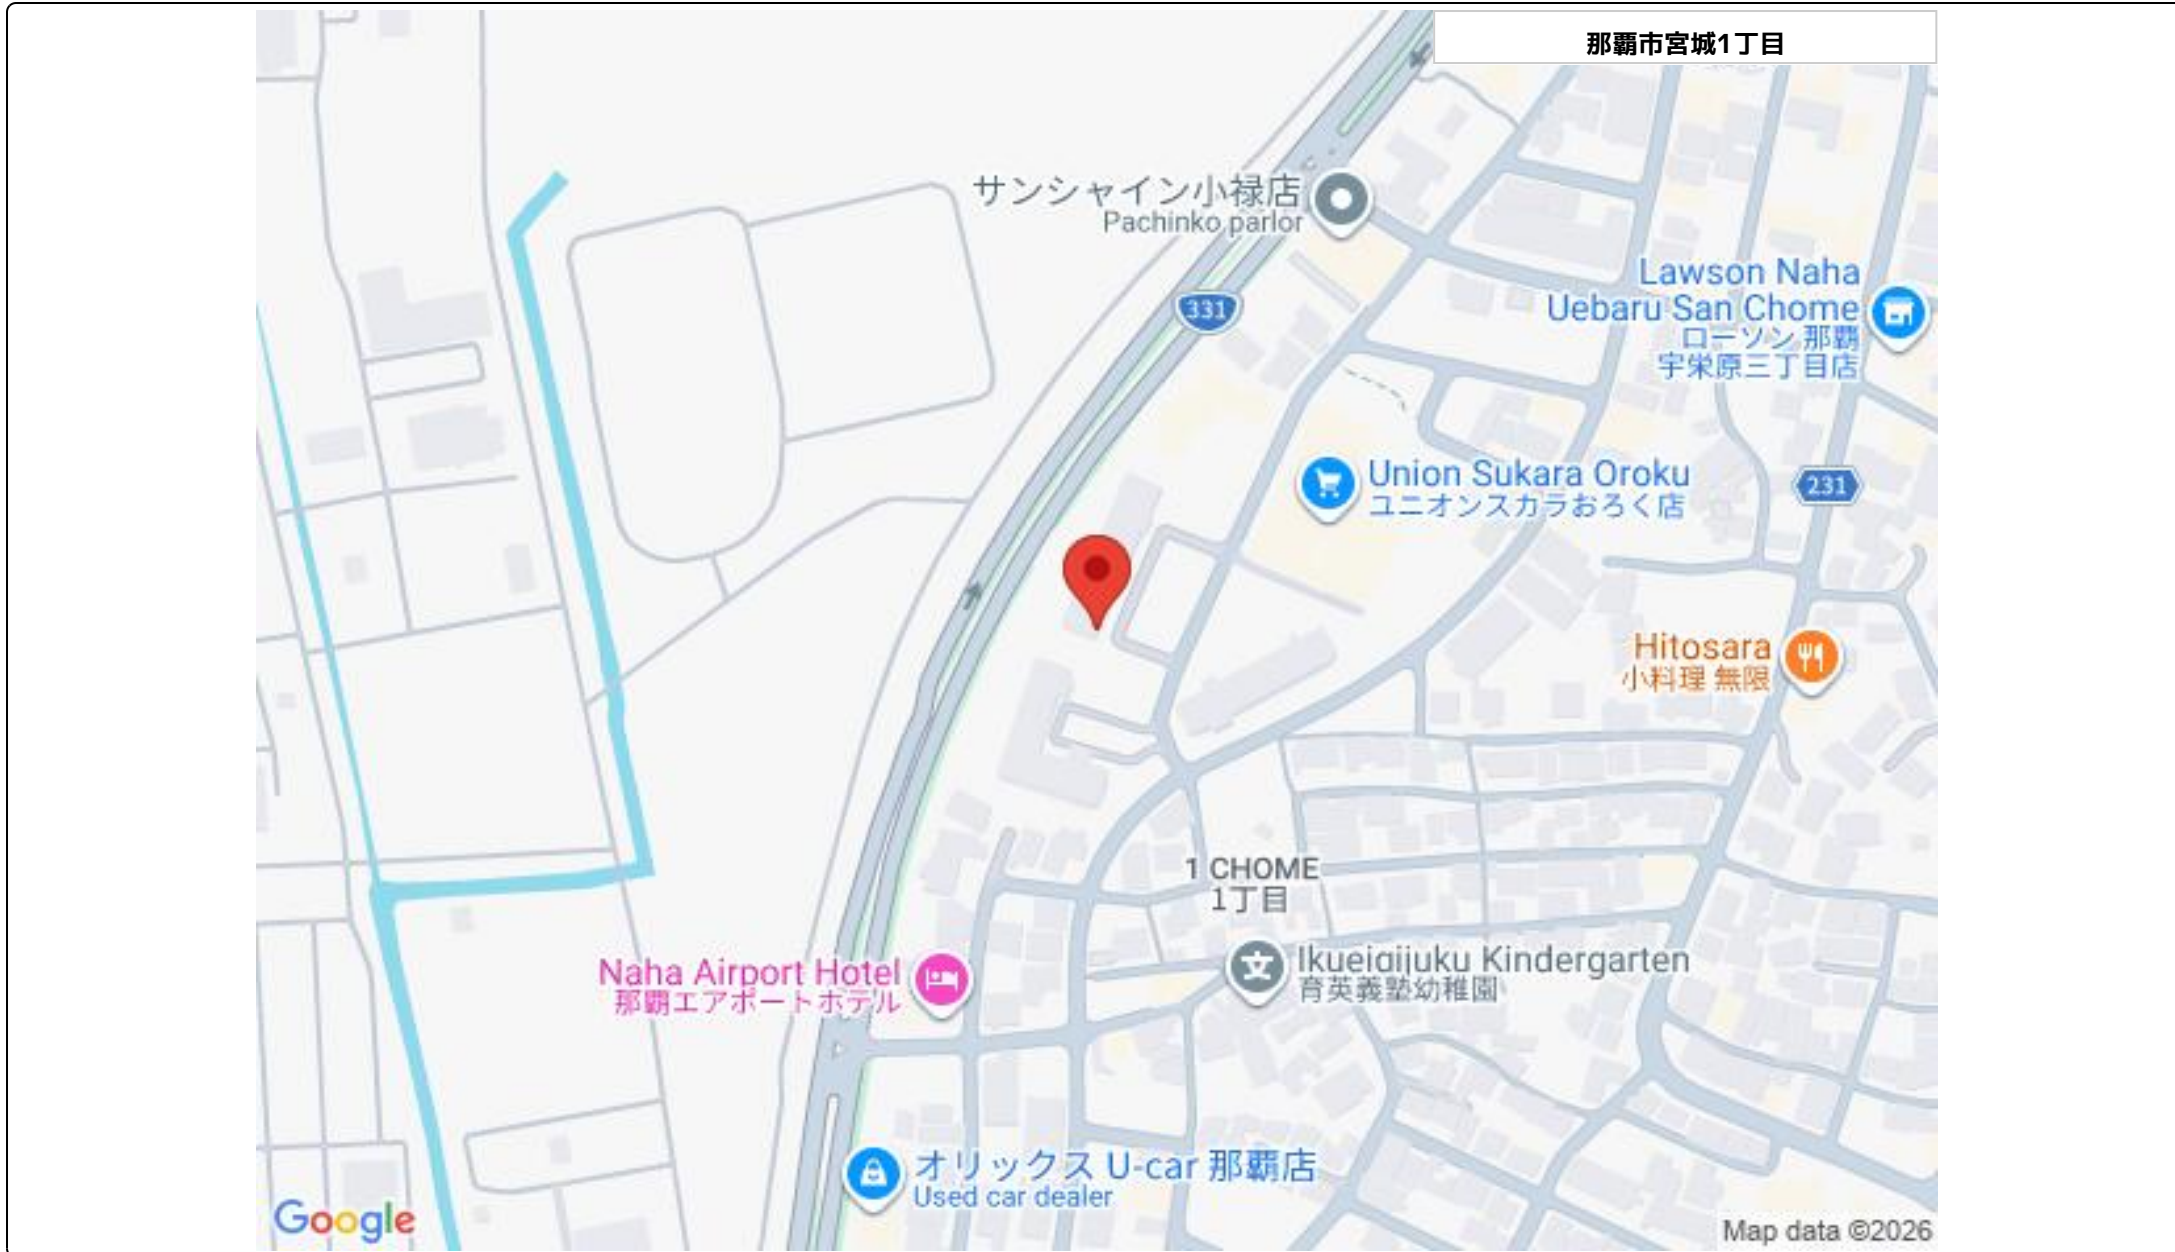 那覇市宮城1丁目
サンシャイン小禄店
Pachinko parlor
331
Lawson Naha
Uebaru San Chome
ローソン 那覇
宇栄原三丁目店
Union Sukara Oroku
ユニオンスカラおろく店
231
Hitosara
小料理 無限
1 CHOME
1丁目
Ikueigijuku Kindergarten
育英義塾幼稚園
Naha Airport Hotel
那覇エアポートホテル
オリックス U-car 那覇店
Used car dealer
Google
Map data ©2026